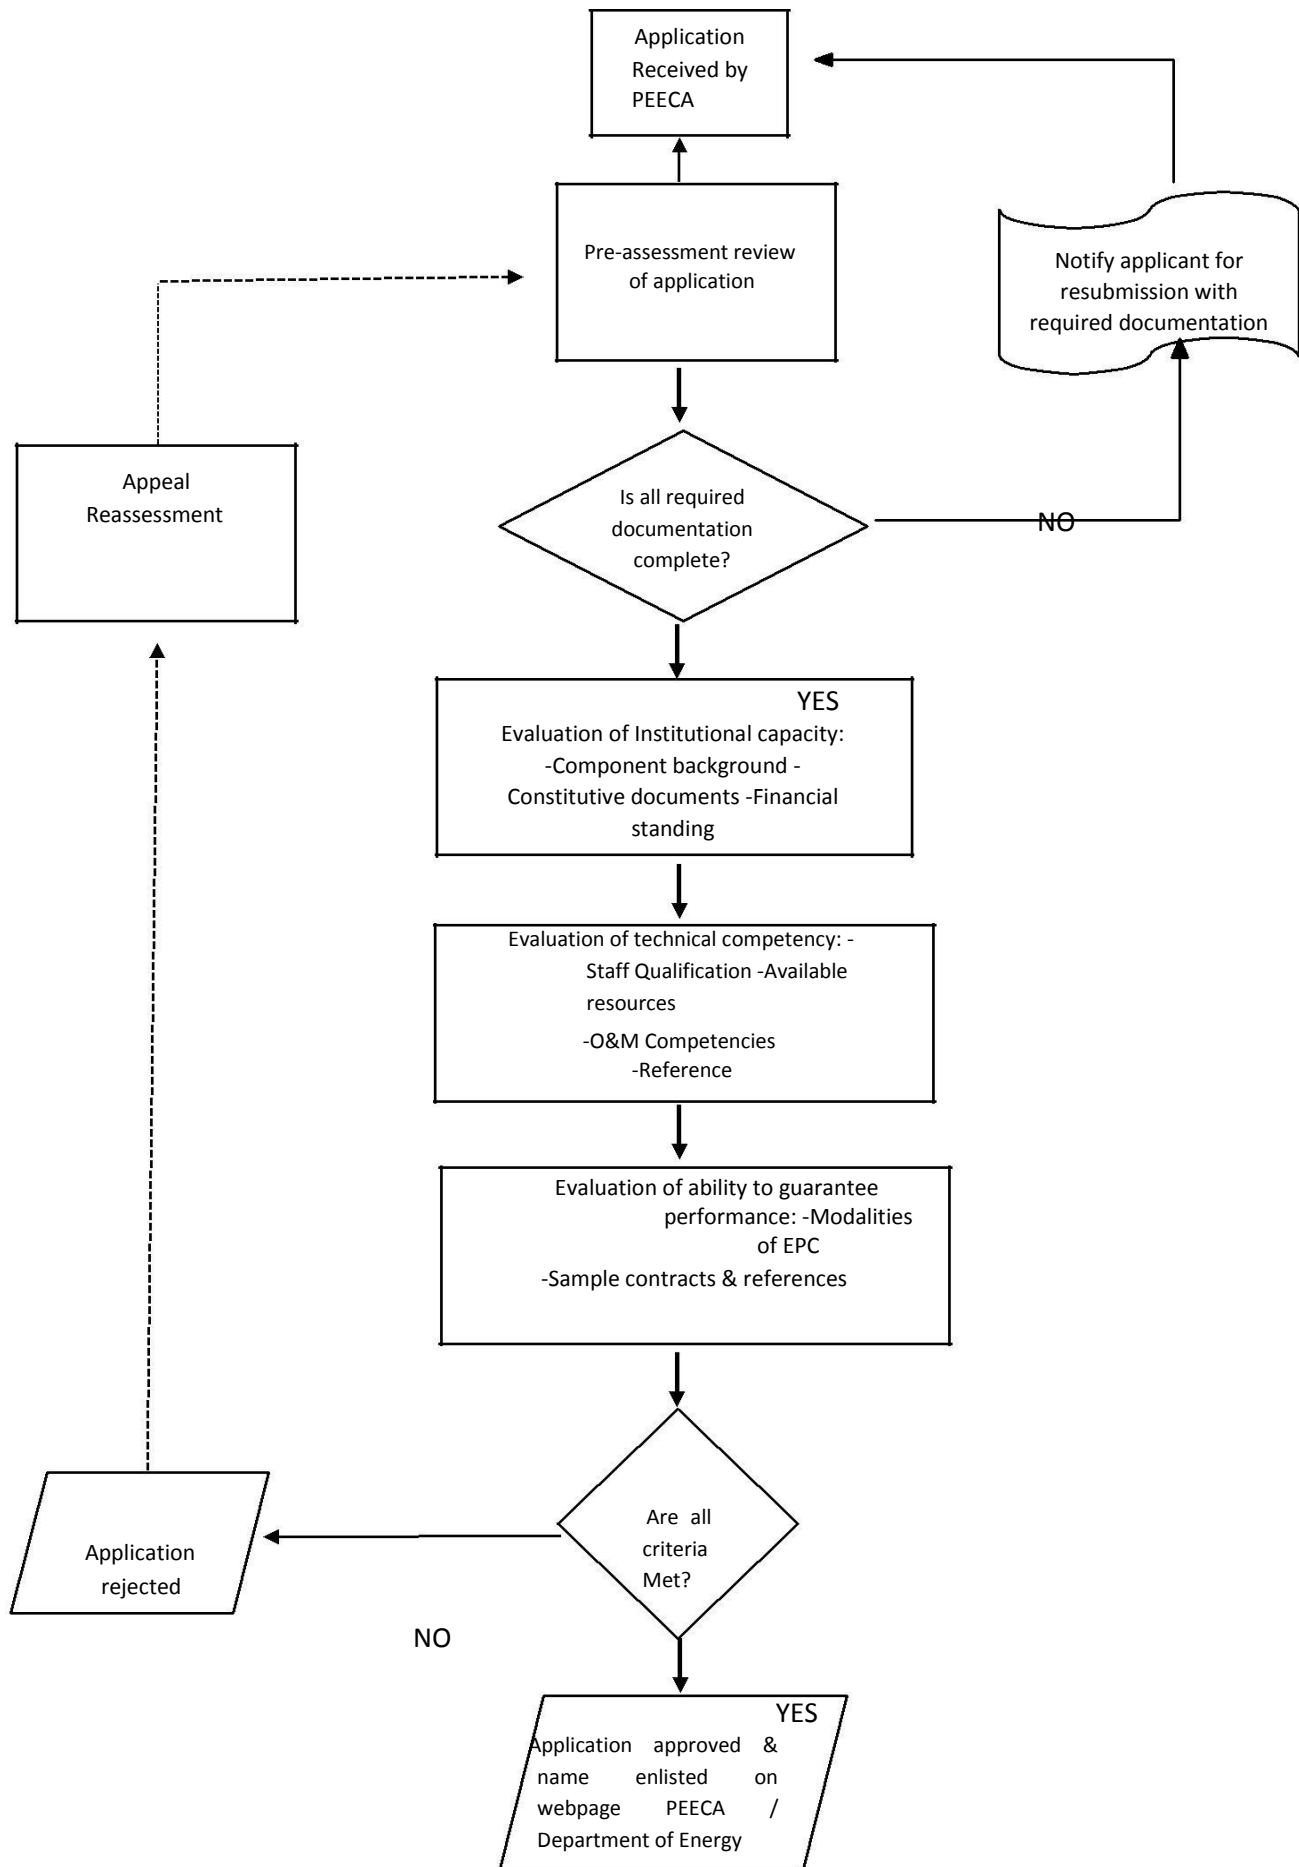 Application
Received by
PEECA
Pre-assessment review
of application
Notify applicant for
resubmission with
required documentation
Appeal
Reassessment
Is all required
documentation
complete?
NO
YES
Evaluation of Institutional capacity:
-Component background -
Constitutive documents -Financial
standing
Evaluation of technical competency: -
Staff Qualification -Available
resources
-O&M Competencies
-Reference
Evaluation of ability to guarantee
performance: -Modalities
of EPC
-Sample contracts & references
Are all
criteria
Met?
Application
rejected
NO
YES
Application approved &
name enlisted on
webpage PEECA /
Department of Energy